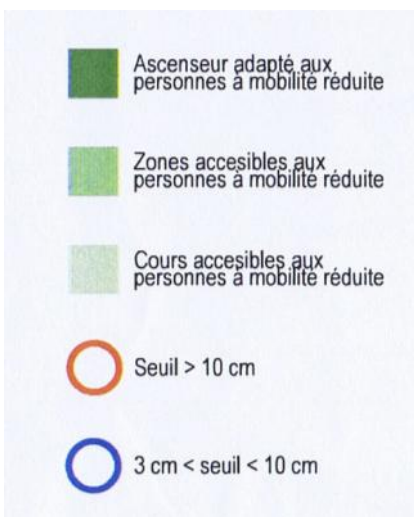 Ascenseur adapté aux
personnes à mobilité réduite
Zones accesibles aux
personnes à mobilité réduite
Cours accesibles aux
personnes à mobilité réduite
Seuil > 10 cm
3 cm < seuil < 10 cm